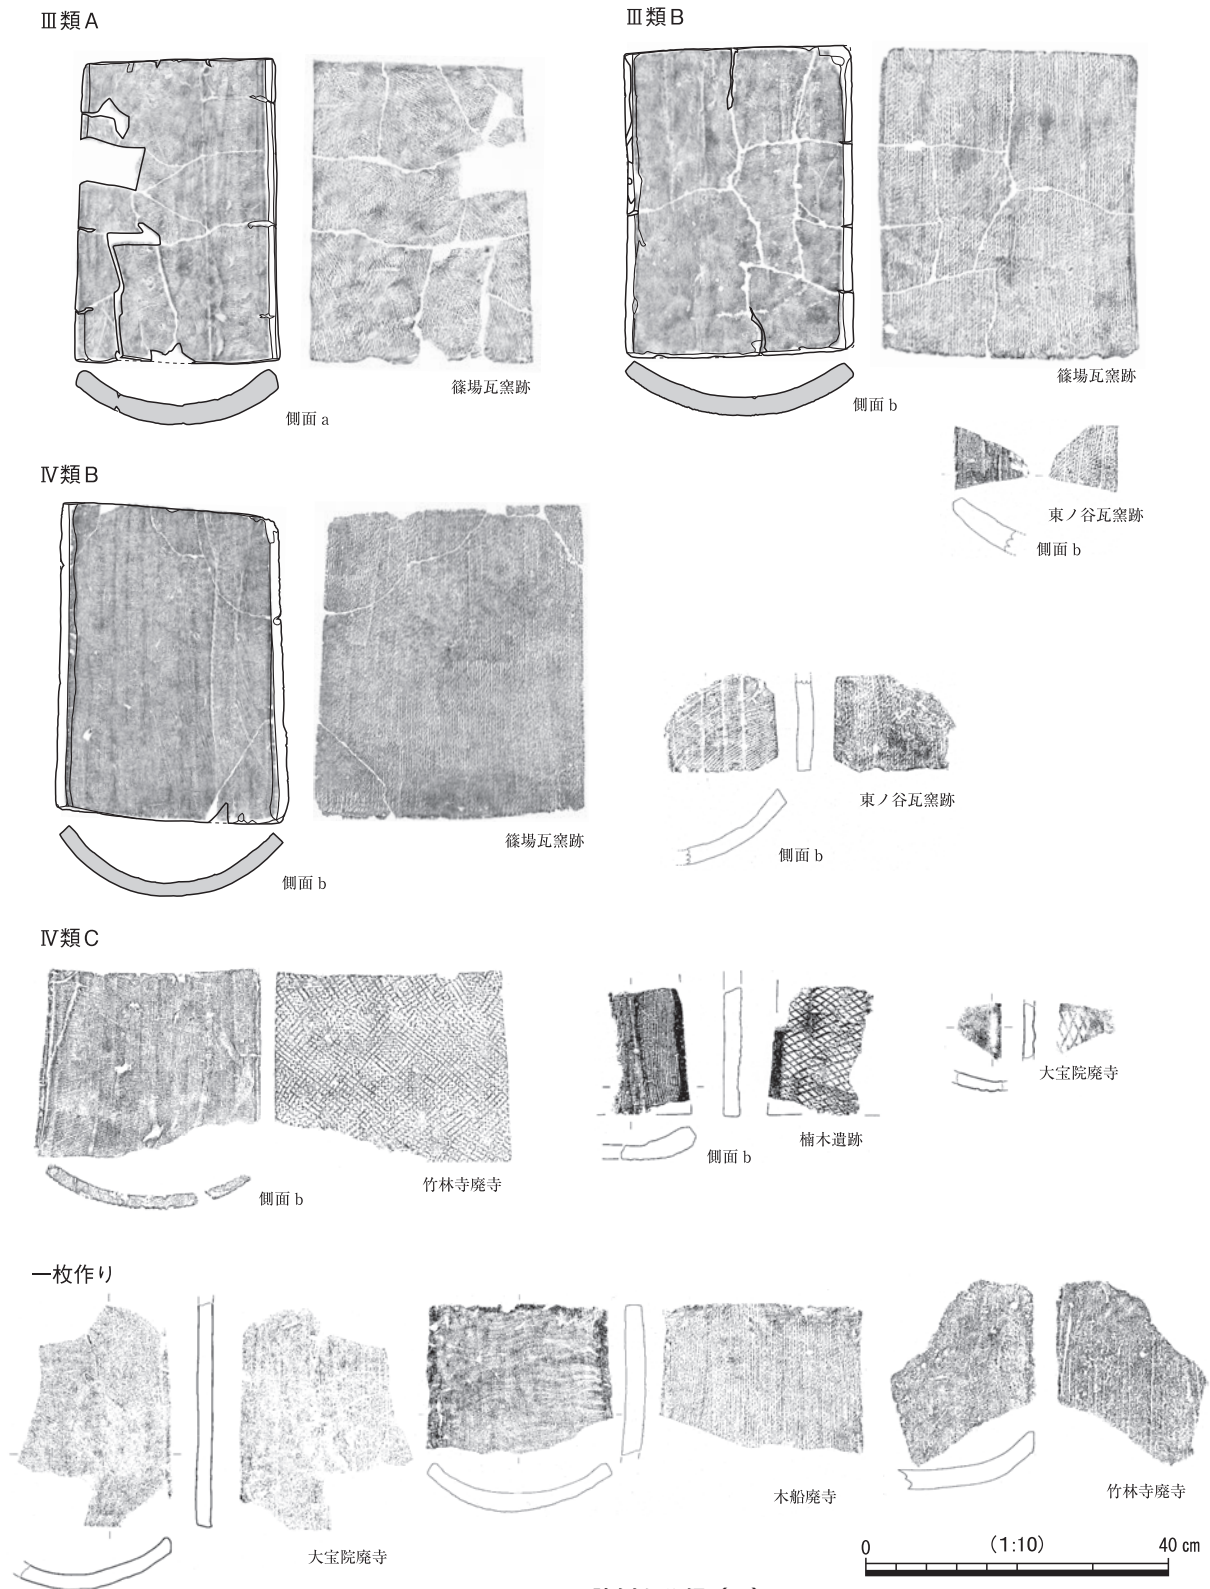 Ⅲ類A
Ⅲ類B
篠場瓦窯跡
側面 a
篠場瓦窯跡
側面 b
東ノ谷瓦窯跡
側面 b
Ⅳ類B
篠場瓦窯跡
側面 b
東ノ谷瓦窯跡
側面 b
Ⅳ類C
竹林寺廃寺
側面 b
楠木遺跡
側面 b
大宝院廃寺
一枚作り
大宝院廃寺
木船廃寺
竹林寺廃寺
0 (1:10) 40 ㎝